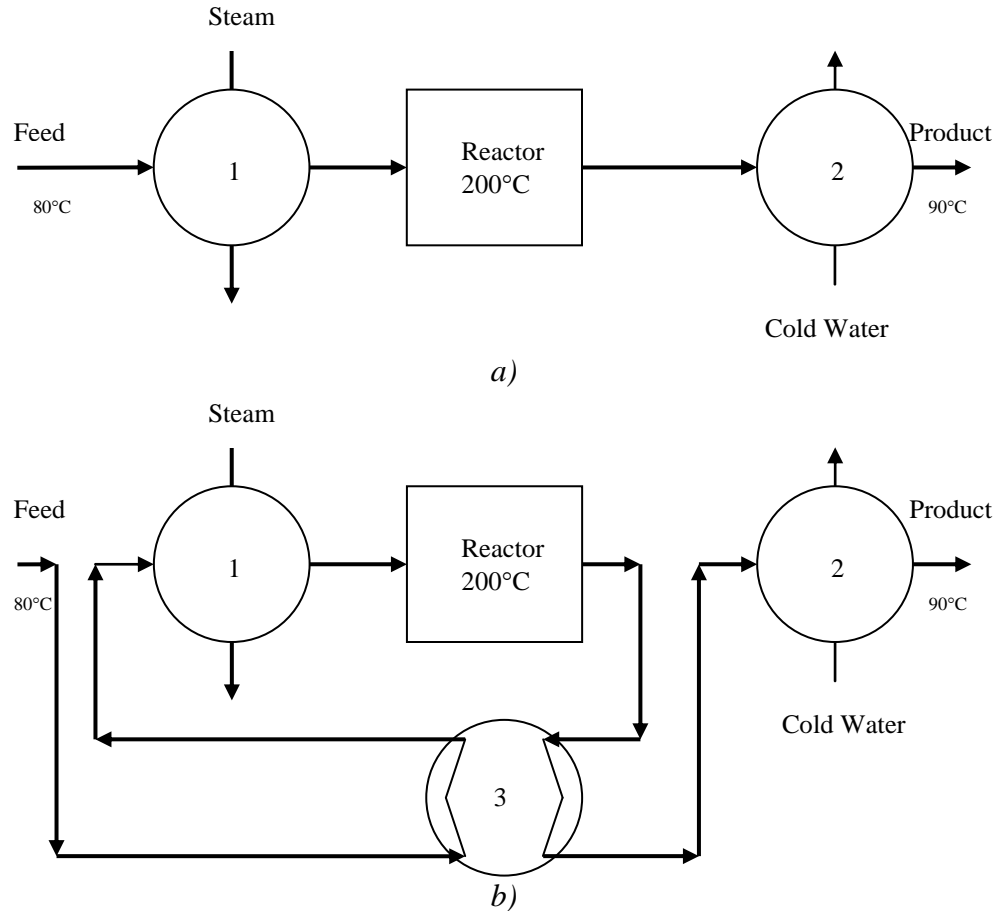 Steam
Feed
Product
1
Reactor
200°C
2
80°C
90°C
Cold Water
a)
Steam
Feed
Product
1
Reactor
200°C
2
80°C
90°C
Cold Water
3
b)